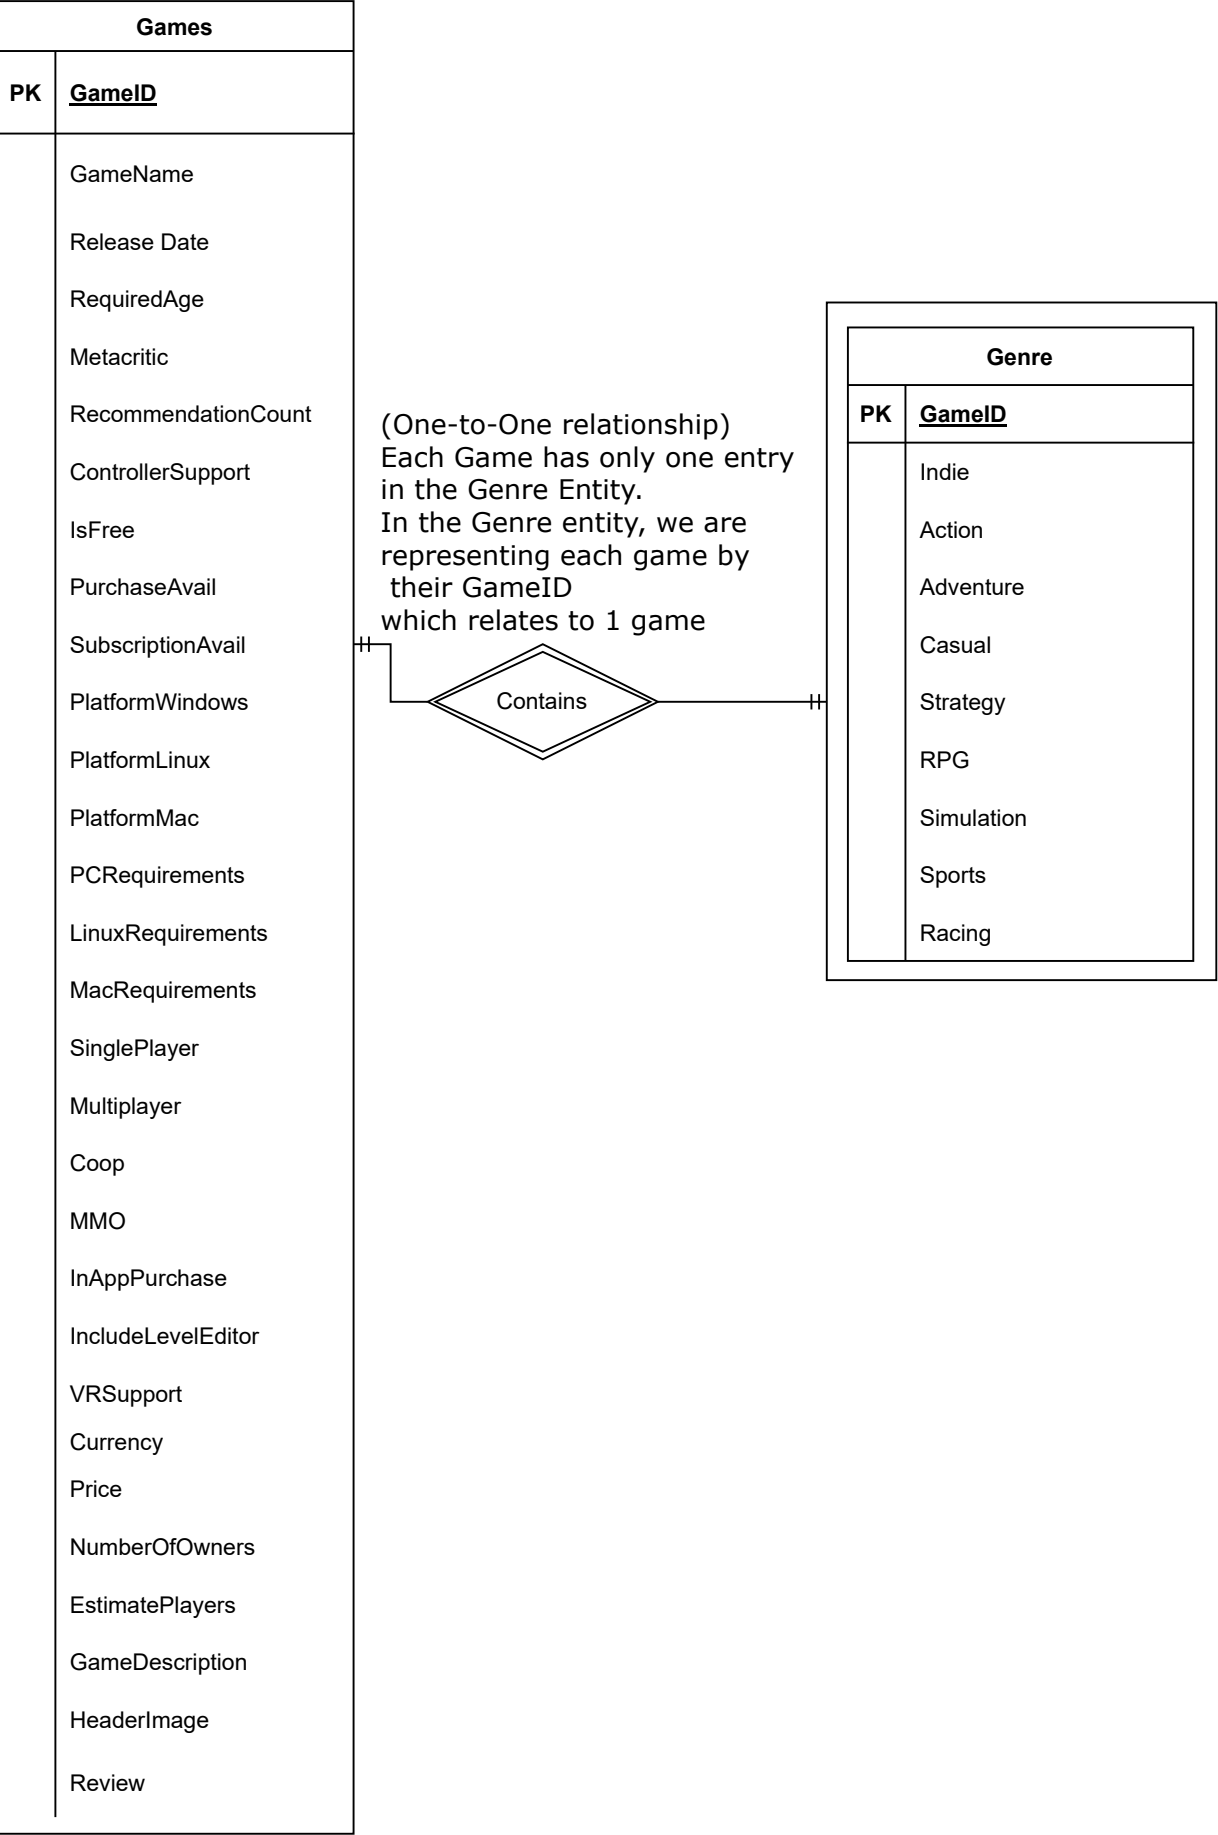 Games
PK GameID
GameName
Release Date
RequiredAge
Metacritic
RecommendationCount
ControllerSupport
IsFree
PurchaseAvail
SubscriptionAvail
PlatformWindows
PlatformLinux
PlatformMac
PCRequirements
LinuxRequirements
MacRequirements
SinglePlayer
Multiplayer
Coop
MMO
InAppPurchase
IncludeLevelEditor
VRSupport
Currency
Price
NumberOfOwners
EstimatePlayers
GameDescription
HeaderImage
Review
(One-to-One relationship)
Each Game has only one entry
in the Genre Entity.
In the Genre entity, we are
representing each game by
their GameID
which relates to 1 game
Contains
Genre
PK GameID
Indie
Action
Adventure
Casual
Strategy
RPG
Simulation
Sports
Racing